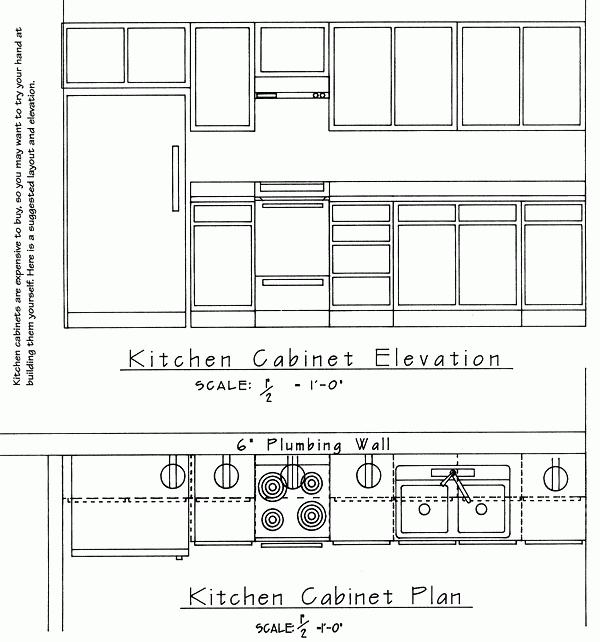 Kitchen cabinets are expensive to buy, so you may want to try your hand at
building them yourself. Here is a suggested layout and elevation.
Kitchen Cabinet Elevation
SCALE: 1/2 - 1'-0"
6" Plumbing Wall
Kitchen Cabinet Plan
SCALE: 1/2 -1'-0"